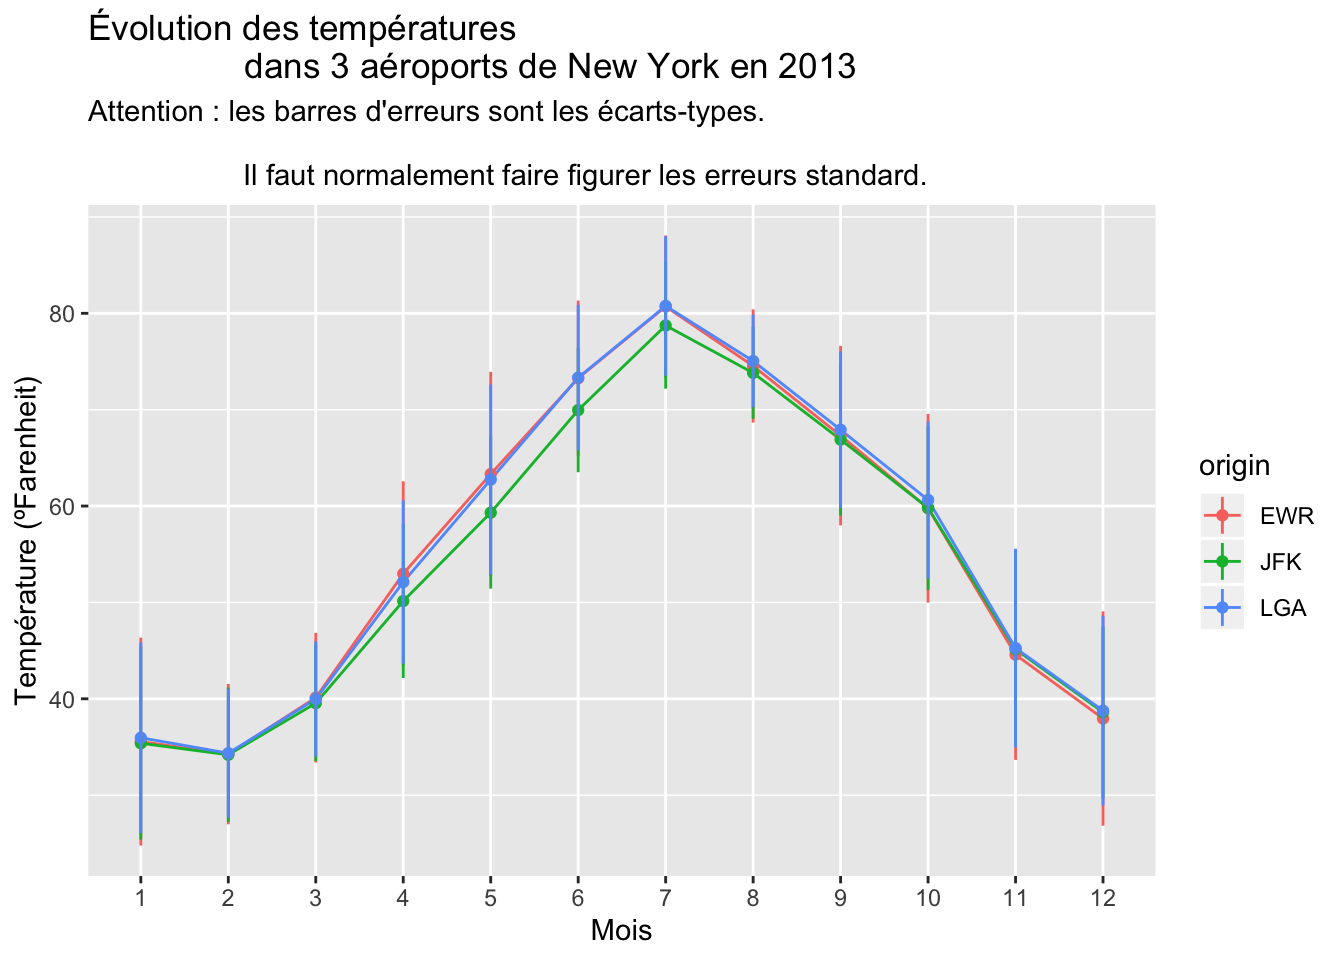 Évolution des températures
dans 3 aéroports de New York en 2013
Attention : les barres d'erreurs sont les écarts-types.
Il faut normalement faire figurer les erreurs standard.
Température (ºFarenheit)
80
60
40
1 2 3 4 5 6 7 8 9 10 11 12
Mois
origin
EWR
JFK
LGA